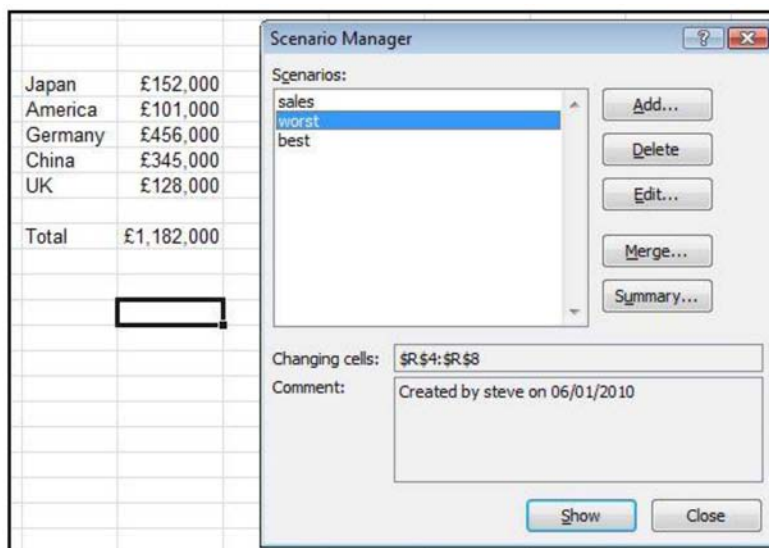 Japan £152,000
America £101,000
Germany £456,000
China £345,000
UK £128,000
Total £1,182,000
Scenario Manager
Scenarios:
sales
worst
best
Add...
Delete
Edit...
Merge...
Summary...
Changing cells: $R$4:$R$8
Comment: Created by steve on 06/01/2010
Show Close